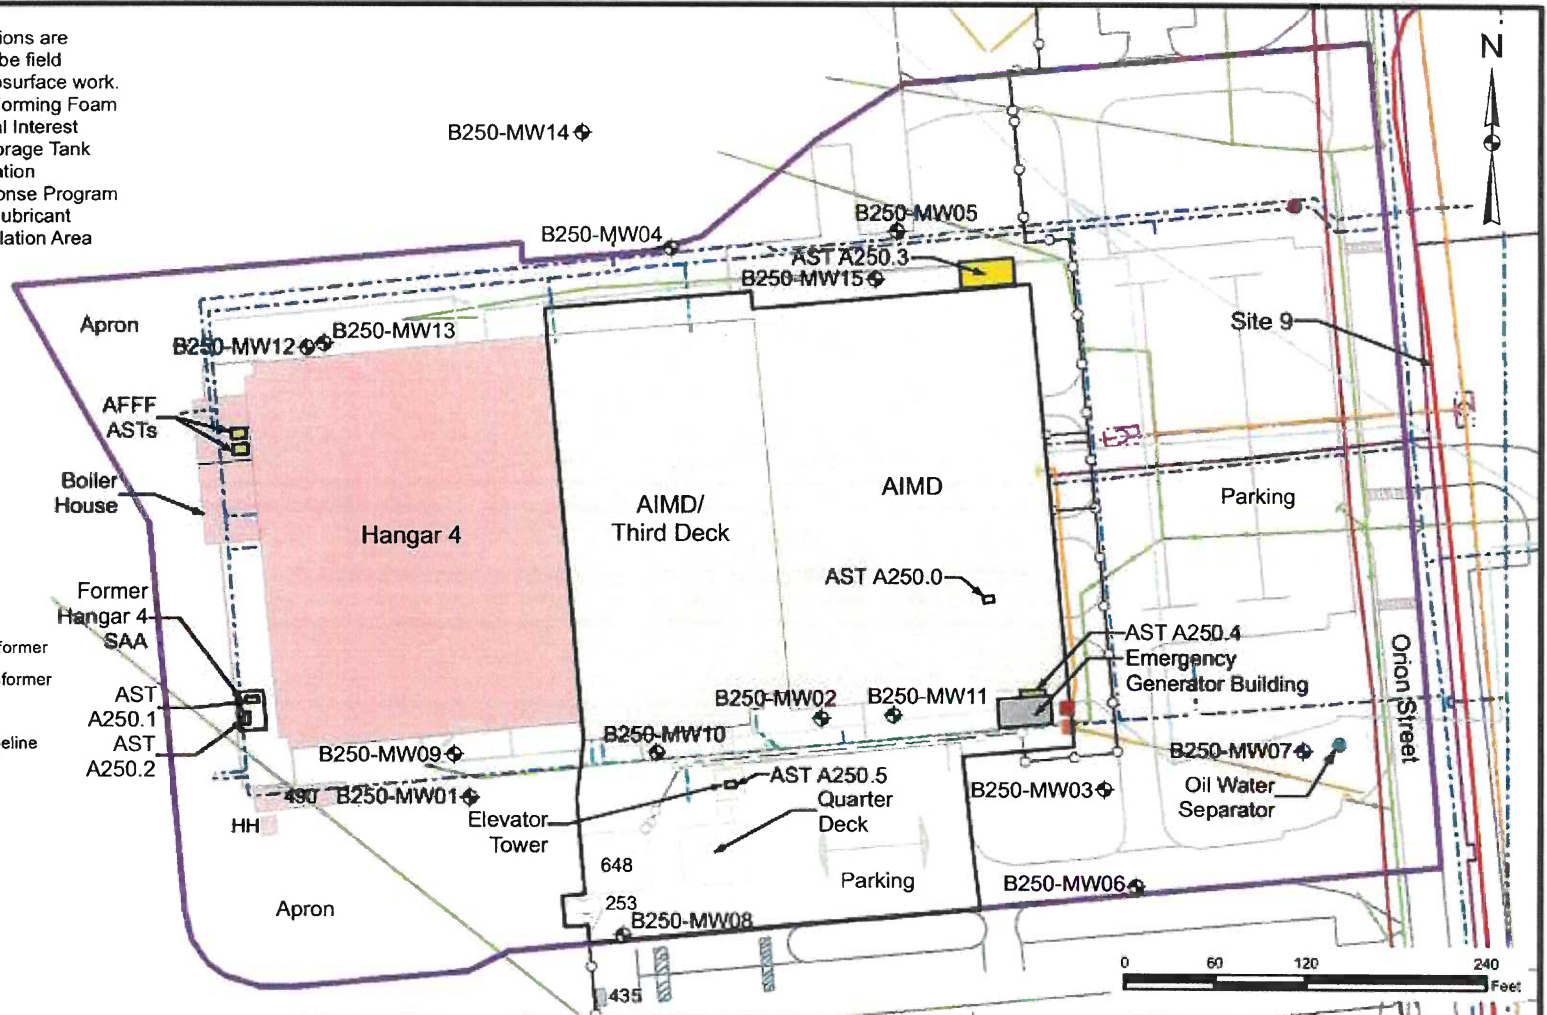 ions are
be field
osurface work.
orming Foam
al Interest
orage Tank
ation
onse Program
ubricant
lation Area
N
B250-MW14
B250-MW05
B250-MW04
AST A250.3
B250-MW15
Apron
B250-MW13
B250-MW12
Site 9
AFFF
ASTs
Boiler
House
Hangar 4
AIMD/
Third Deck
AIMD
Parking
AST A250.0
Former
Hangar 4
SAA
former
sformer
AST
A250.1
AST
A250.2
eline
AST A250.4
Emergency
Generator Building
Orion Street
B250-MW02
B250-MW11
B250-MW10
B250-MW09
B250-MW07
Oil Water
Separator
B250-MW03
490
B250-MW01
HH
AST A250.5
Elevator
Tower
Quarter
Deck
648
Parking
253
B250-MW08
B250-MW06
Apron
435
0 60 120 240
Feet